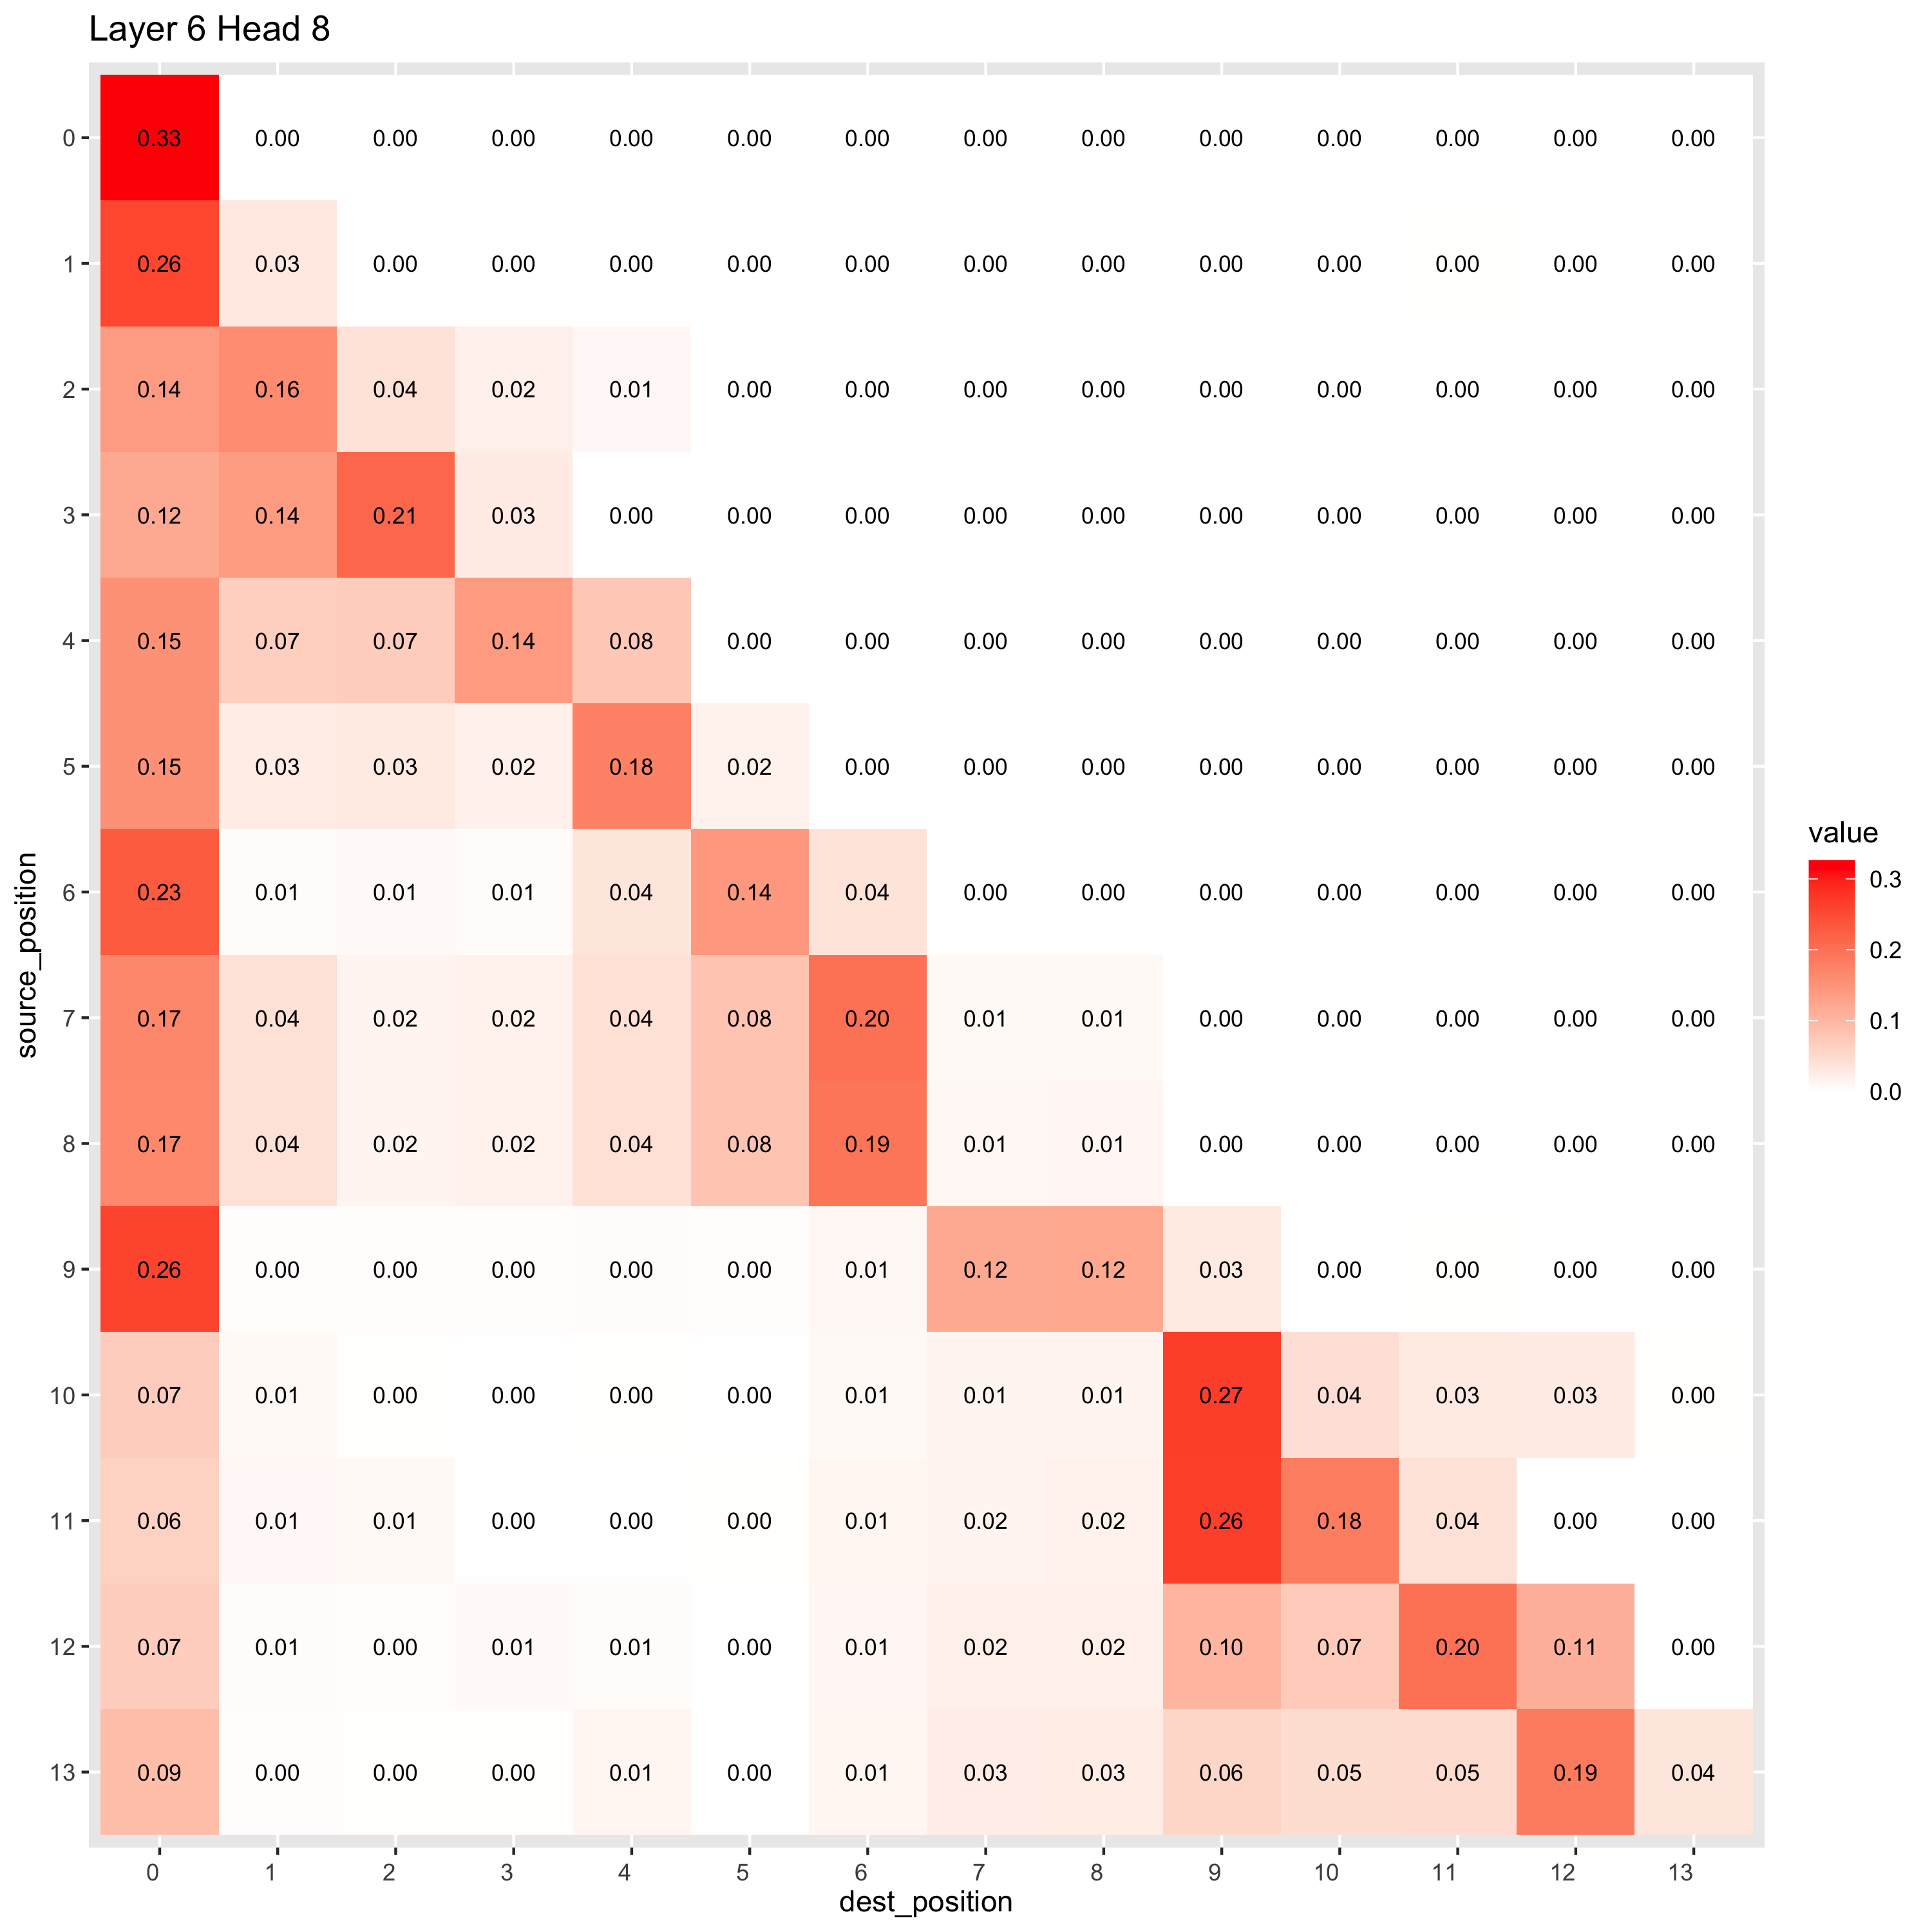 Layer 6 Head 8
0 0.33 0.00 0.00 0.00 0.00 0.00 0.00 0.00 0.00 0.00 0.00 0.00 0.00 0.00
1 0.26 0.03 0.00 0.00 0.00 0.00 0.00 0.00 0.00 0.00 0.00 0.00 0.00 0.00
2 0.14 0.16 0.04 0.02 0.01 0.00 0.00 0.00 0.00 0.00 0.00 0.00 0.00 0.00
3 0.12 0.14 0.21 0.03 0.00 0.00 0.00 0.00 0.00 0.00 0.00 0.00 0.00 0.00
4 0.15 0.07 0.07 0.14 0.08 0.00 0.00 0.00 0.00 0.00 0.00 0.00 0.00 0.00
5 0.15 0.03 0.03 0.02 0.18 0.02 0.00 0.00 0.00 0.00 0.00 0.00 0.00 0.00
6 0.23 0.01 0.01 0.01 0.04 0.14 0.04 0.00 0.00 0.00 0.00 0.00 0.00 0.00
7 0.17 0.04 0.02 0.02 0.04 0.08 0.20 0.01 0.01 0.00 0.00 0.00 0.00 0.00
8 0.17 0.04 0.02 0.02 0.04 0.08 0.19 0.01 0.01 0.00 0.00 0.00 0.00 0.00
9 0.26 0.00 0.00 0.00 0.00 0.00 0.01 0.12 0.12 0.03 0.00 0.00 0.00 0.00
10 0.07 0.01 0.00 0.00 0.00 0.00 0.01 0.01 0.01 0.27 0.04 0.03 0.03 0.00
11 0.06 0.01 0.01 0.00 0.00 0.00 0.01 0.02 0.02 0.26 0.18 0.04 0.00 0.00
12 0.07 0.01 0.00 0.01 0.01 0.00 0.01 0.02 0.02 0.10 0.07 0.20 0.11 0.00
13 0.09 0.00 0.00 0.00 0.01 0.00 0.01 0.03 0.03 0.06 0.05 0.05 0.19 0.04
0 1 2 3 4 5 6 7 8 9 10 11 12 13
dest_position
source_position
value
0.3
0.2
0.1
0.0